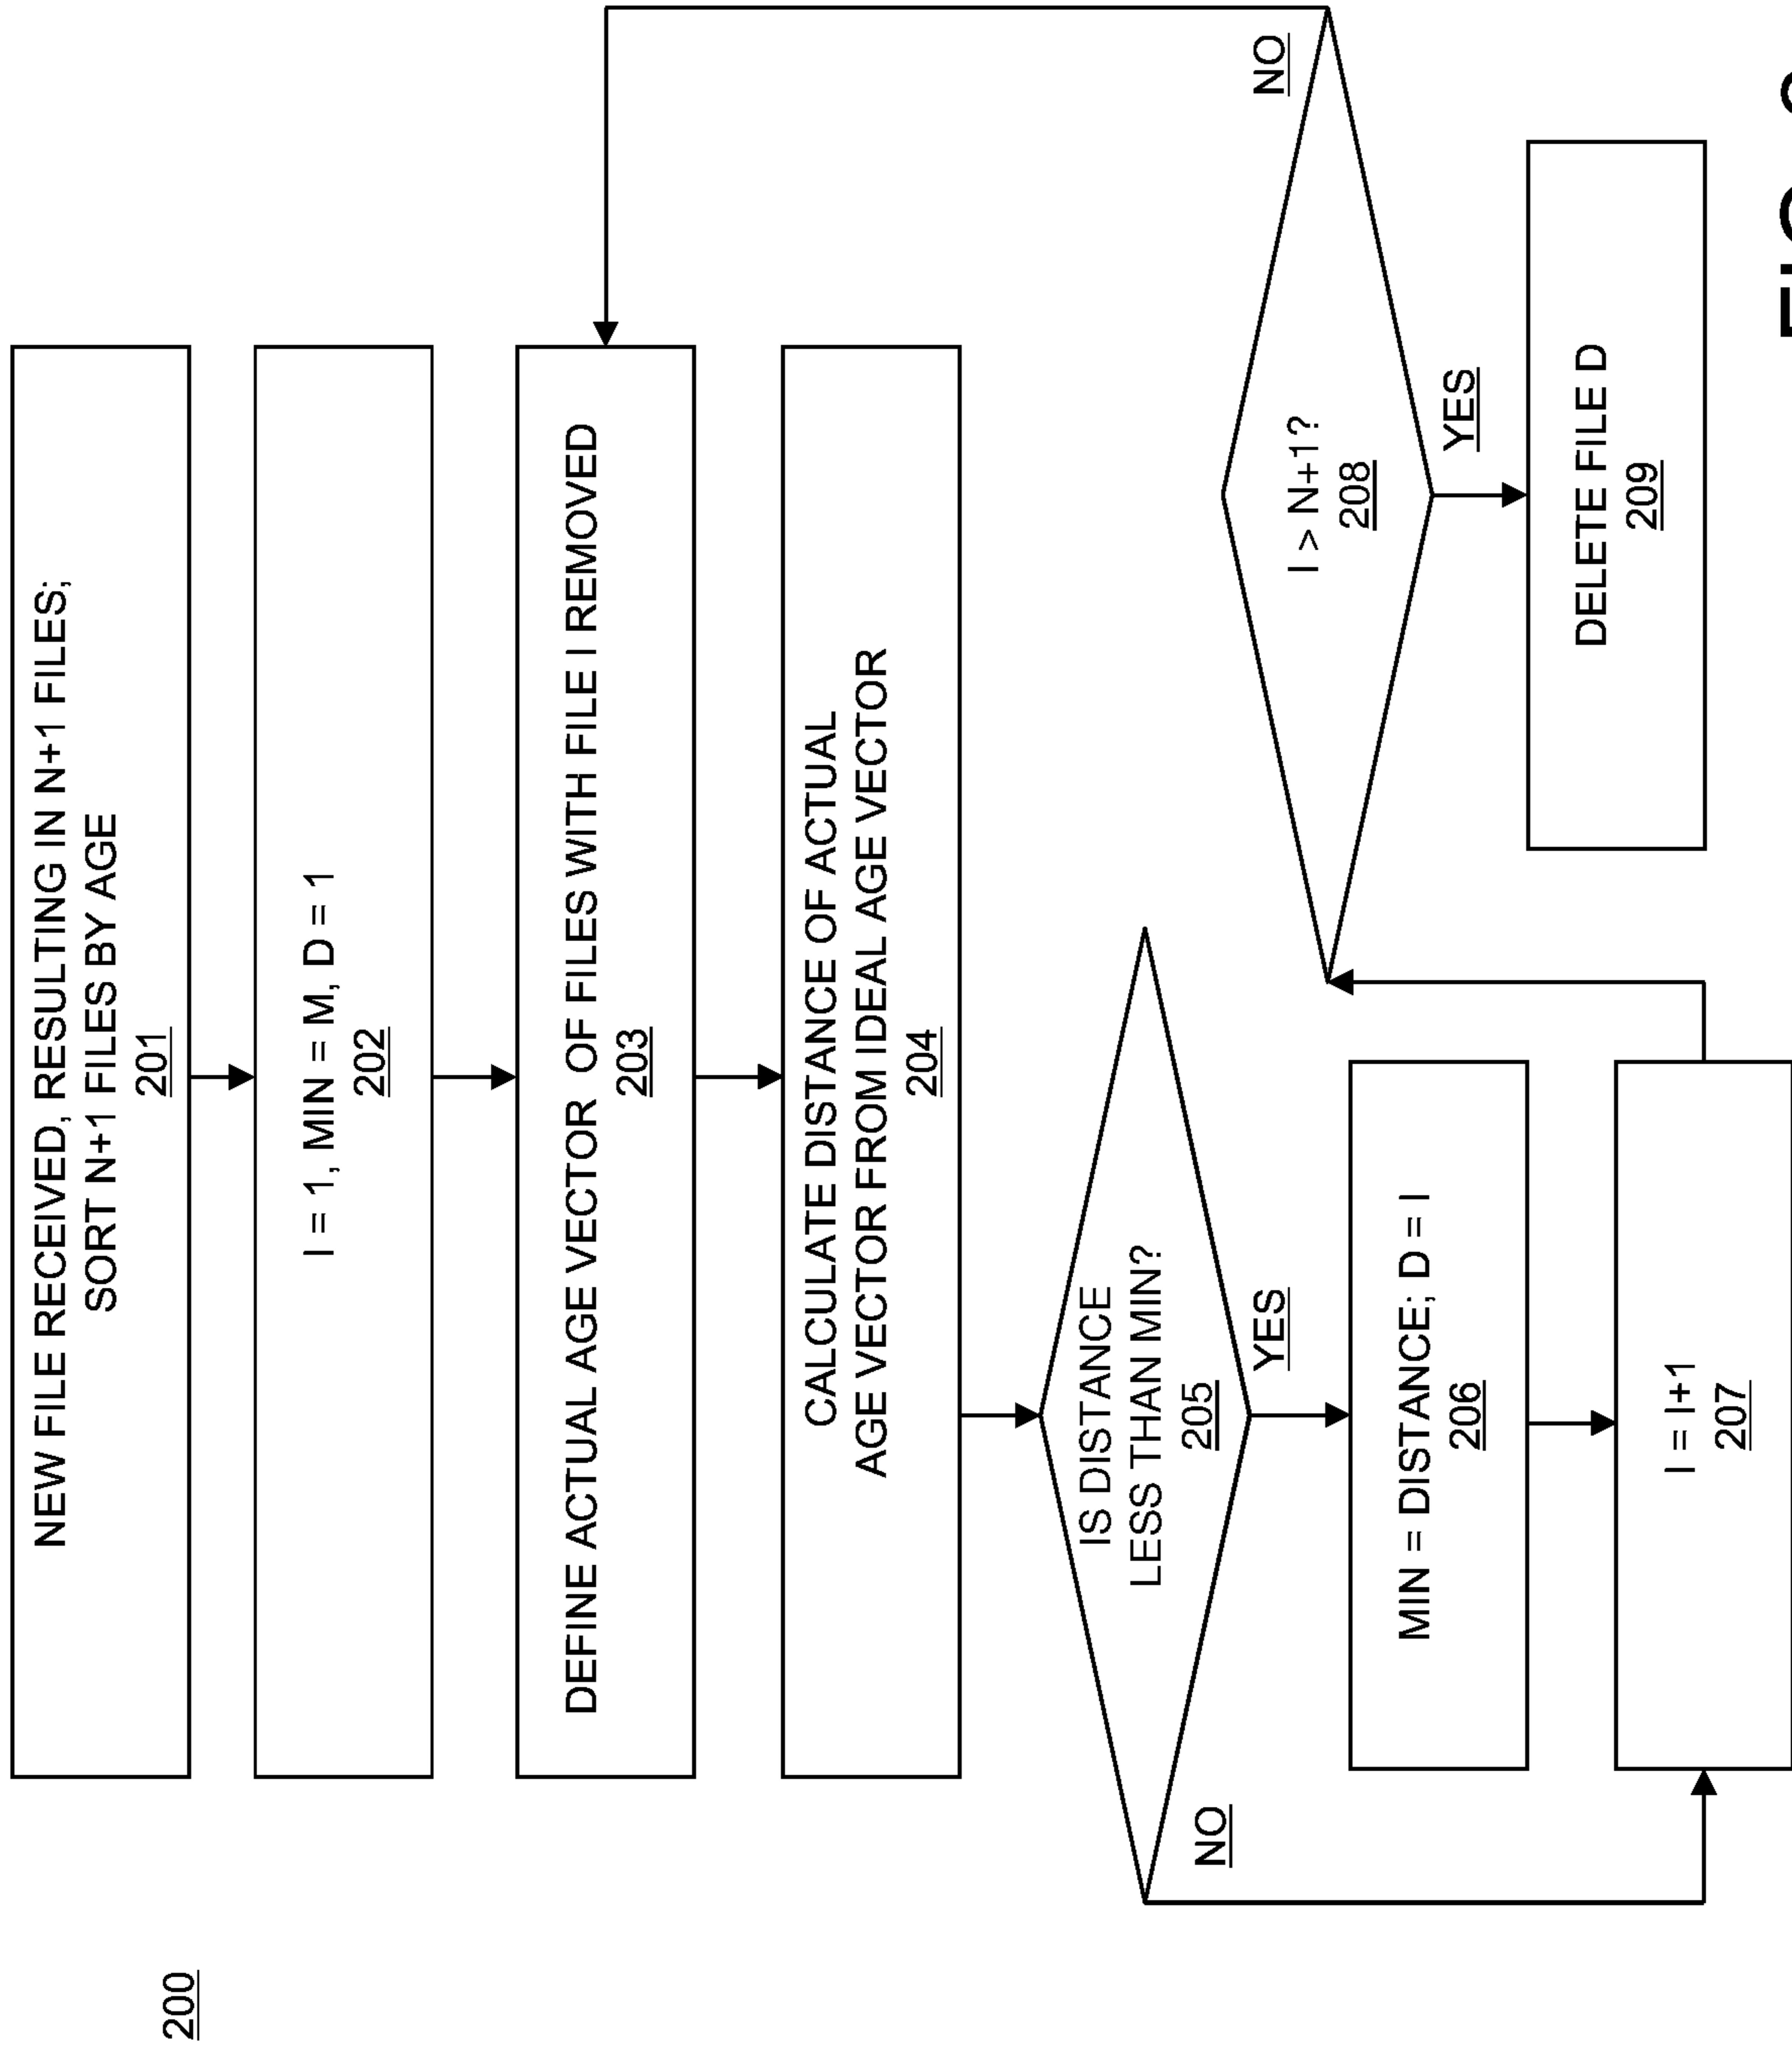 200
NEW FILE RECEIVED, RESULTING IN N+1 FILES;
SORT N+1 FILES BY AGE
201
I = 1, MIN = M, D = 1
202
DEFINE ACTUAL AGE VECTOR OF FILES WITH FILE I REMOVED
203
CALCULATE DISTANCE OF ACTUAL
AGE VECTOR FROM IDEAL AGE VECTOR
204
IS DISTANCE
LESS THAN MIN?
205
NO
YES
MIN = DISTANCE; D = I
206
I = I+1
207
I > N+1?
208
NO
YES
DELETE FILE D
209